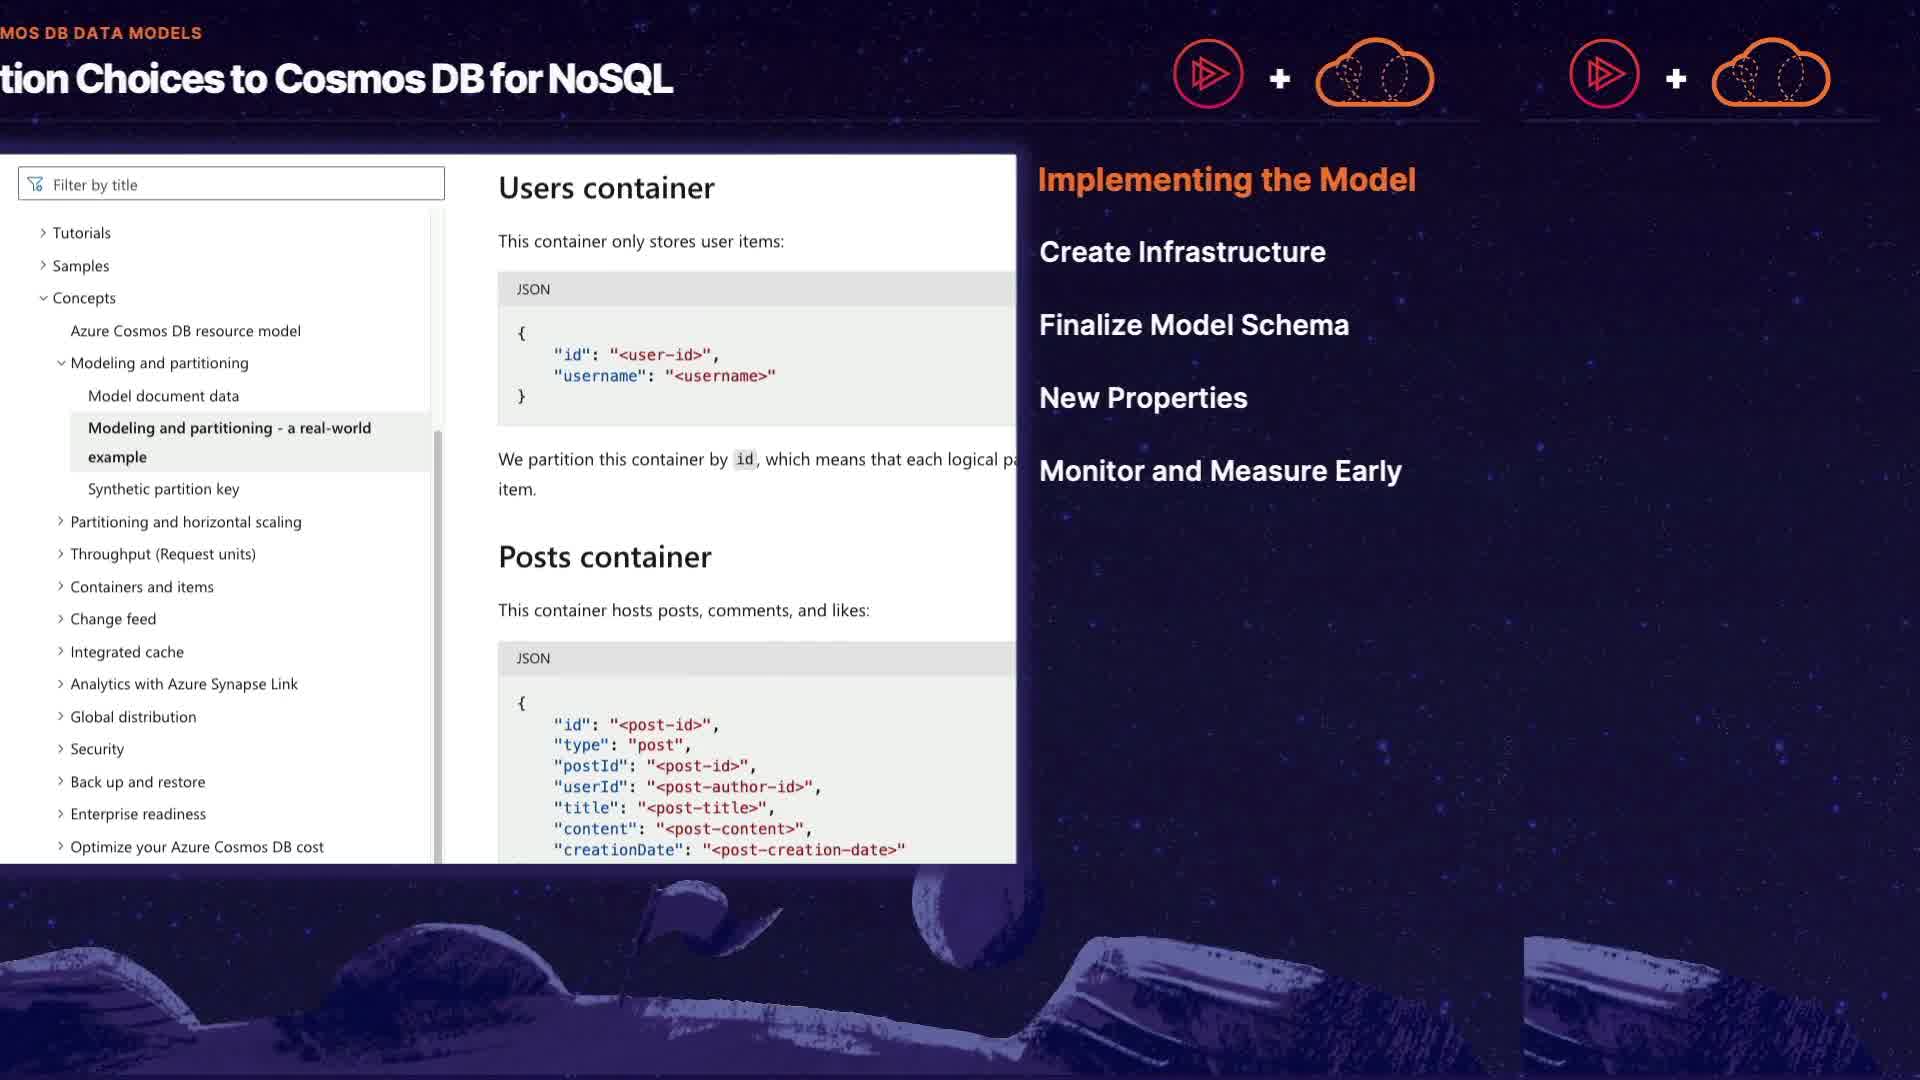 MOS DB DATA MODELS
tion Choices to Cosmos DB for NoSQL
+
+
Filter by title
Tutorials
Samples
Concepts
Azure Cosmos DB resource model
Modeling and partitioning
Model document data
Modeling and partitioning - a real-world
example
Synthetic partition key
Partitioning and horizontal scaling
Throughput (Request units)
Containers and items
Change feed
Integrated cache
Analytics with Azure Synapse Link
Global distribution
Security
Back up and restore
Enterprise readiness
Optimize your Azure Cosmos DB cost
Users container
This container only stores user items:
JSON
{
"id": "<user-id>",
"username": "<username>"
}
We partition this container by id, which means that each logical pa
item.
Posts container
This container hosts posts, comments, and likes:
JSON
{
"id": "<post-id>",
"type": "post",
"postId": "<post-id>",
"userId": "<post-author-id>",
"title": "<post-title>",
"content": "<post-content>",
"creationDate": "<post-creation-date>"
Implementing the Model
Create Infrastructure
Finalize Model Schema
New Properties
Monitor and Measure Early